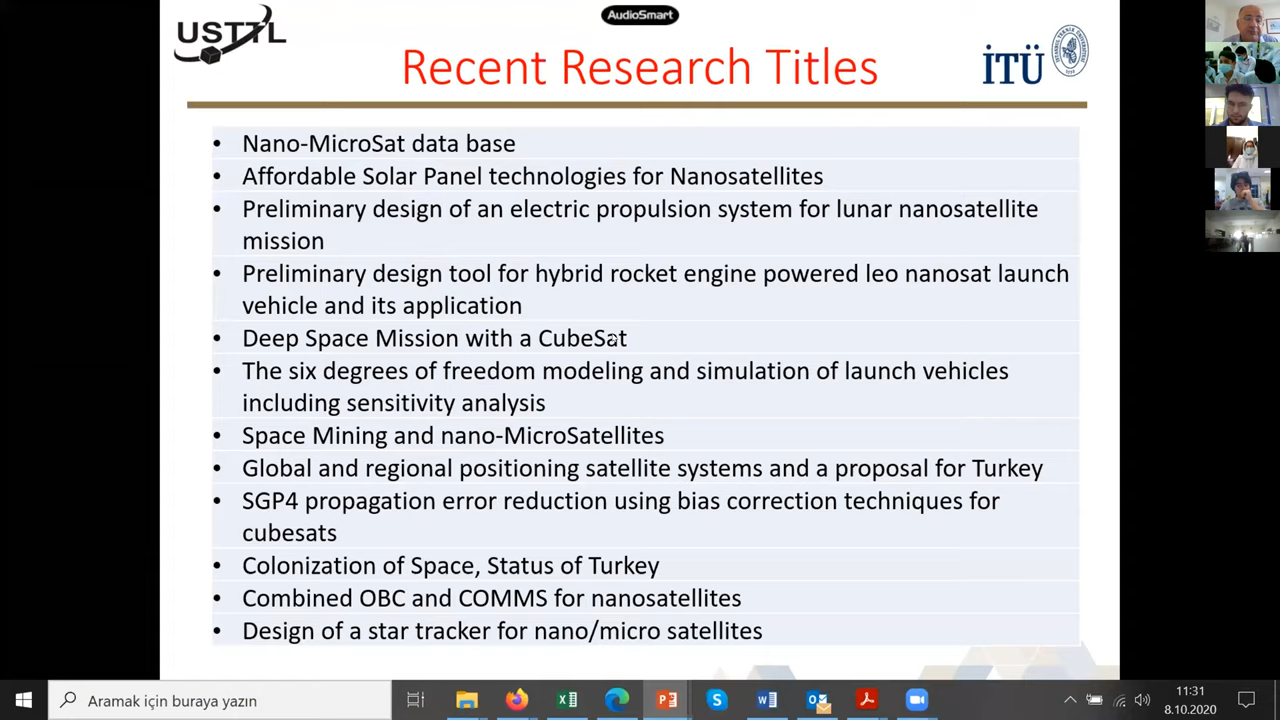 USTTL
AudioSmart
Recent Research Titles
İTÜ
• Nano-MicroSat data base
• Affordable Solar Panel technologies for Nanosatellites
• Preliminary design of an electric propulsion system for lunar nanosatellite
mission
• Preliminary design tool for hybrid rocket engine powered leo nanosat launch
vehicle and its application
• Deep Space Mission with a CubeSat
• The six degrees of freedom modeling and simulation of launch vehicles
including sensitivity analysis
• Space Mining and nano-MicroSatellites
• Global and regional positioning satellite systems and a proposal for Turkey
• SGP4 propagation error reduction using bias correction techniques for
cubesats
• Colonization of Space, Status of Turkey
• Combined OBC and COMMS for nanosatellites
• Design of a star tracker for nano/micro satellites
Aramak için buraya yazın
11:31
8.10.2020